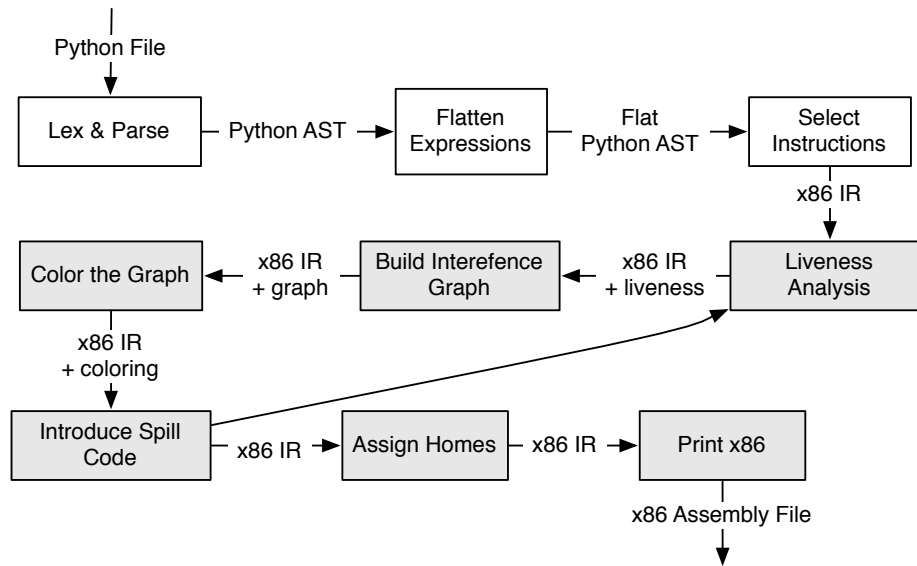 Python File
Lex & Parse
Python AST
Flatten
Expressions
Flat
Python AST
Select
Instructions
x86 IR
Color the Graph
x86 IR
+ graph
Build Interefence
Graph
x86 IR
+ liveness
Liveness
Analysis
x86 IR
+ coloring
Introduce Spill
Code
x86 IR
Assign Homes
x86 IR
Print x86
x86 Assembly File